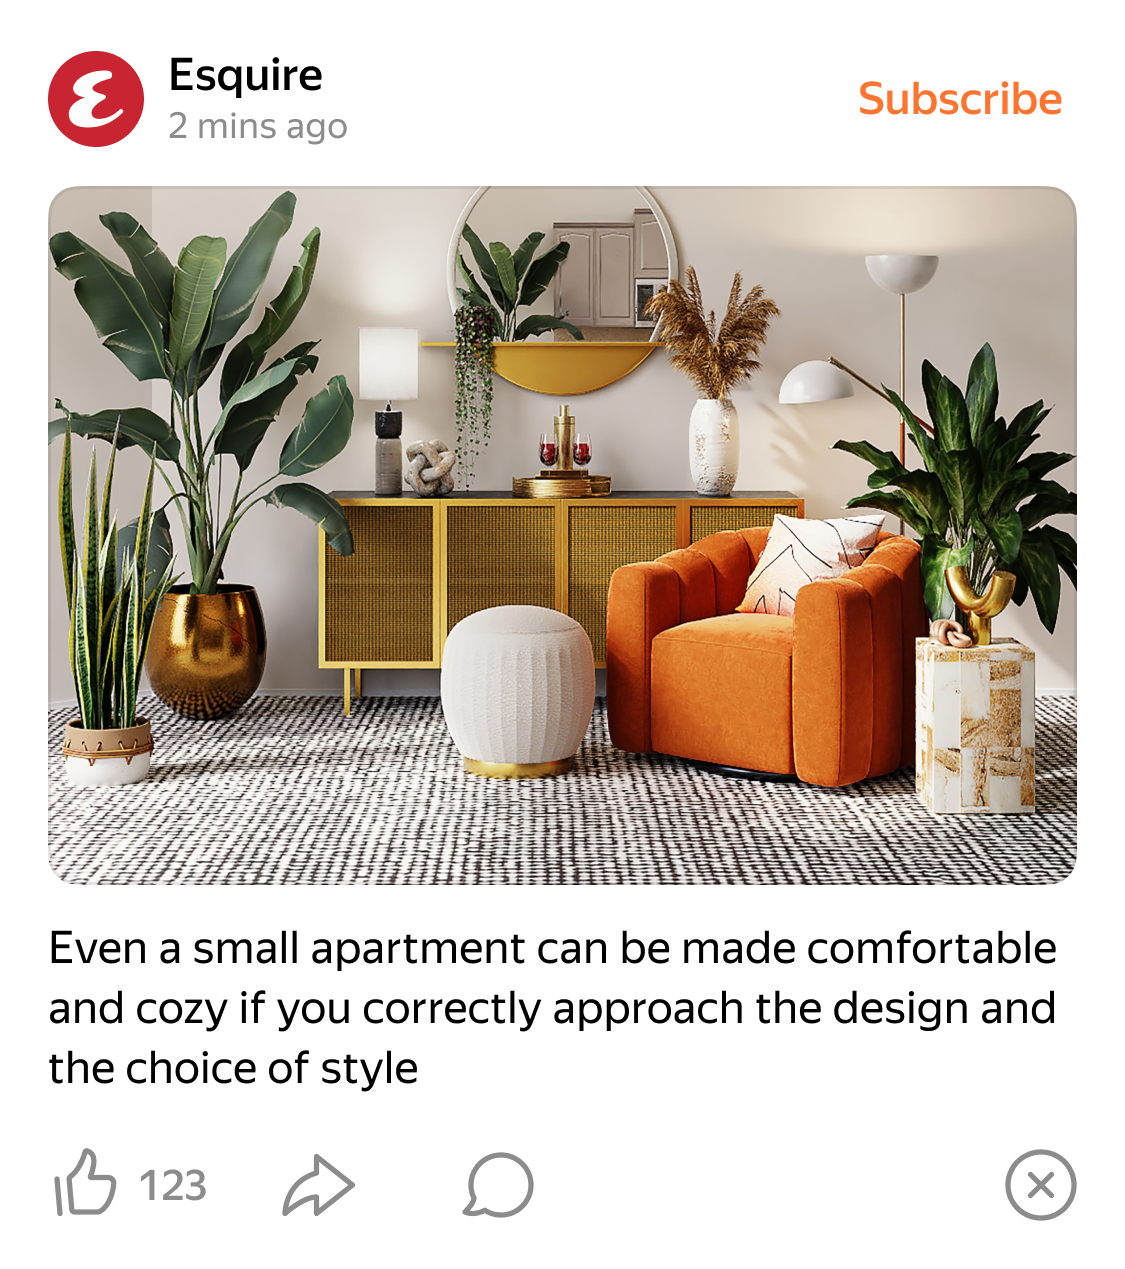 Esquire
2 mins ago
Subscribe
Even a small apartment can be made comfortable
and cozy if you correctly approach the design and
the choice of style
123